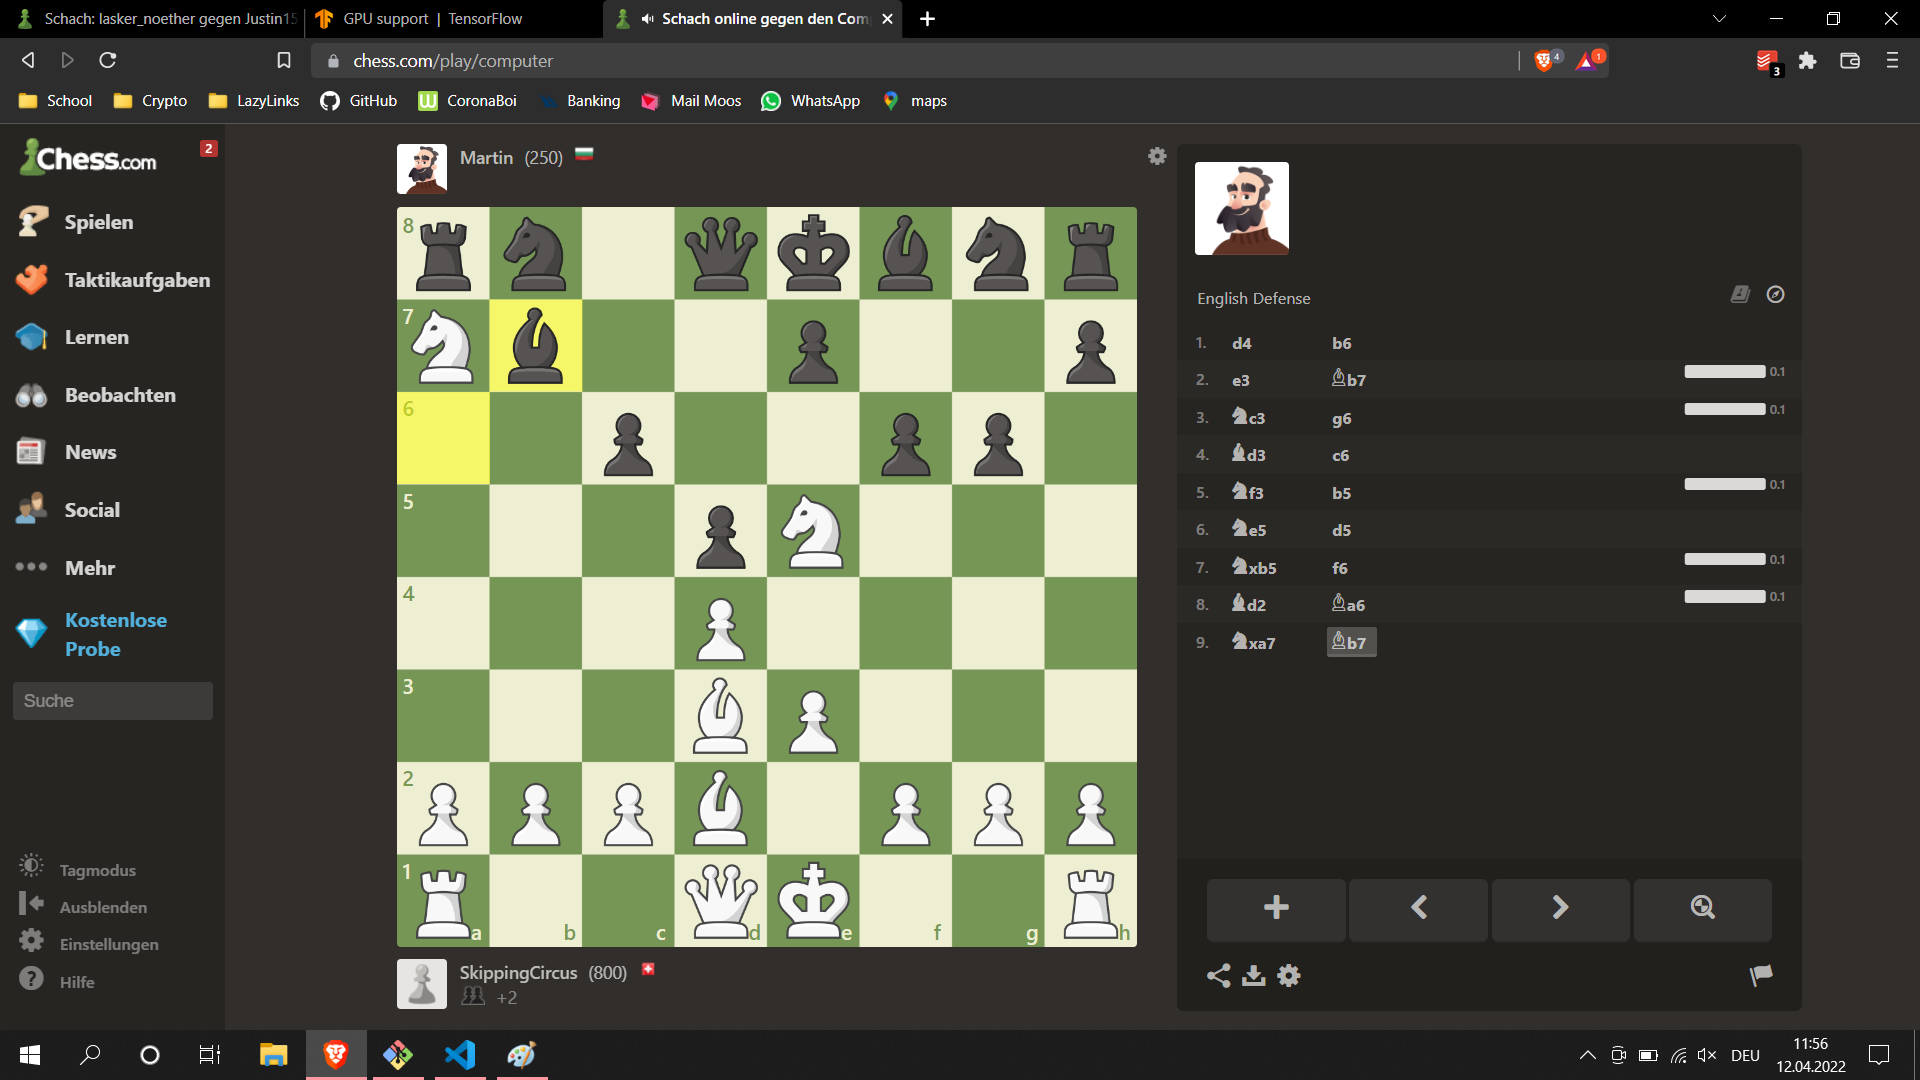 Schach: lasker_noether gegen Justin15
GPU support | TensorFlow
Schach online gegen den Com
chess.com/play/computer
4
1
3
School
Crypto
LazyLinks
GitHub
CoronaBoi
Banking
Mail Moos
WhatsApp
maps
Chess.com
2
Spielen
Taktikaufgaben
Lernen
Beobachten
News
Social
Mehr
Kostenlose
Probe
Suche
Tagmodus
Ausblenden
Einstellungen
Hilfe
Martin (250)
8
7
6
5
4
3
2
1
a b c d e f g h
SkippingCircus (800)
+2
English Defense
1. d4 b6
2. e3 b7 0.1
3. c3 g6 0.1
4. d3 c6
5. f3 b5 0.1
6. e5 d5
7. xb5 f6 0.1
8. d2 a6 0.1
9. xa7 b7
DEU
11:56
12.04.2022